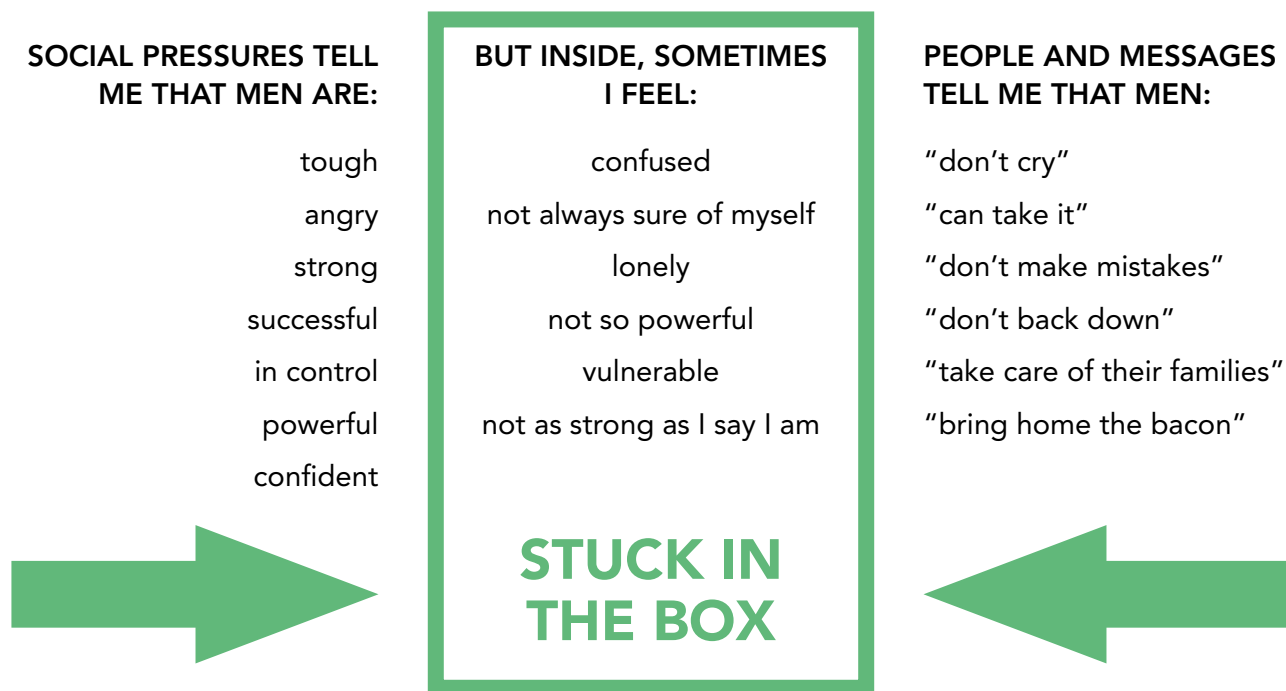 SOCIAL PRESSURES TELL
ME THAT MEN ARE:
tough
angry
strong
successful
in control
powerful
confident
BUT INSIDE, SOMETIMES
I FEEL:
confused
not always sure of myself
lonely
not so powerful
vulnerable
not as strong as I say I am
STUCK IN
THE BOX
PEOPLE AND MESSAGES
TELL ME THAT MEN:
“don’t cry”
“can take it”
“don’t make mistakes”
“don’t back down”
“take care of their families”
“bring home the bacon”